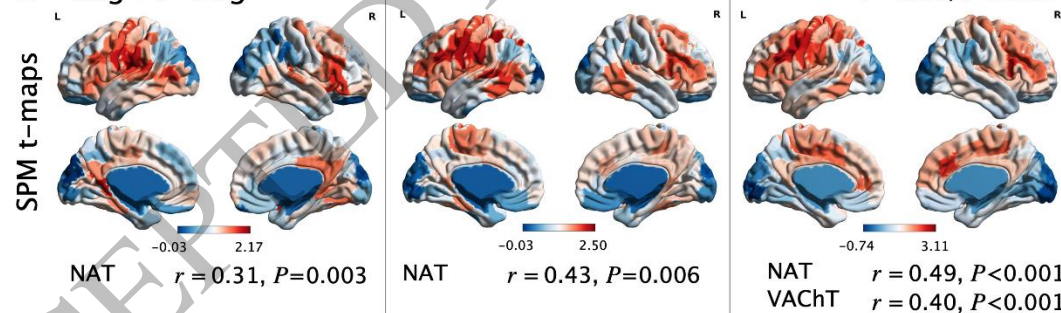 L R L R L R
SPM t-maps
-0.03 2.17
-0.03 2.50
-0.74 3.11
NAT r = 0.31, P=0.003
NAT r = 0.43, P=0.006
NAT r = 0.49, P<0.001
VAChT r = 0.40, P<0.001